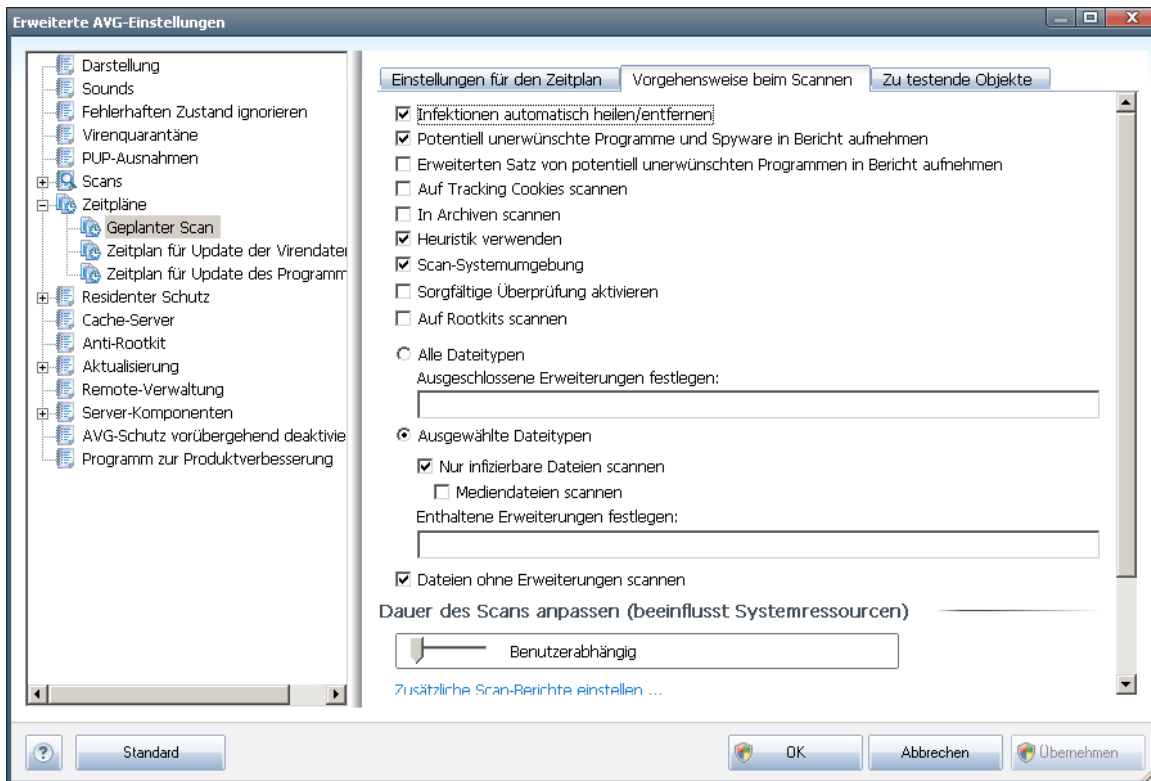 Erweiterte AVG-Einstellungen
Darstellung
Sounds
Fehlerhaften Zustand ignorieren
Virenquarantäne
PUP-Ausnahmen
Scans
Zeitpläne
Geplanter Scan
Zeitplan für Update der Virendater
Zeitplan für Update des Programm
Residenter Schutz
Cache-Server
Anti-Rootkit
Aktualisierung
Remote-Verwaltung
Server-Komponenten
AVG-Schutz vorübergehend deaktivie
Programm zur Produktverbesserung
Einstellungen für den Zeitplan
Vorgehensweise beim Scannen
Zu testende Objekte
Infektionen automatisch heilen/entfernen
Potentiell unerwünschte Programme und Spyware in Bericht aufnehmen
Erweiterten Satz von potentiell unerwünschten Programmen in Bericht aufnehmen
Auf Tracking Cookies scannen
In Archiven scannen
Heuristik verwenden
Scan-Systemumgebung
Sorgfältige Überprüfung aktivieren
Auf Rootkits scannen
Alle Dateitypen
Ausgeschlossene Erweiterungen festlegen:
Ausgewählte Dateitypen
Nur infizierbare Dateien scannen
Mediendateien scannen
Enthaltene Erweiterungen festlegen:
Dateien ohne Erweiterungen scannen
Dauer des Scans anpassen (beeinflusst Systemressourcen)
Benutzerabhängig
Zusätzliche Scan-Berichte einstellen ...
?
Standard
OK
Abbrechen
Übernehmen